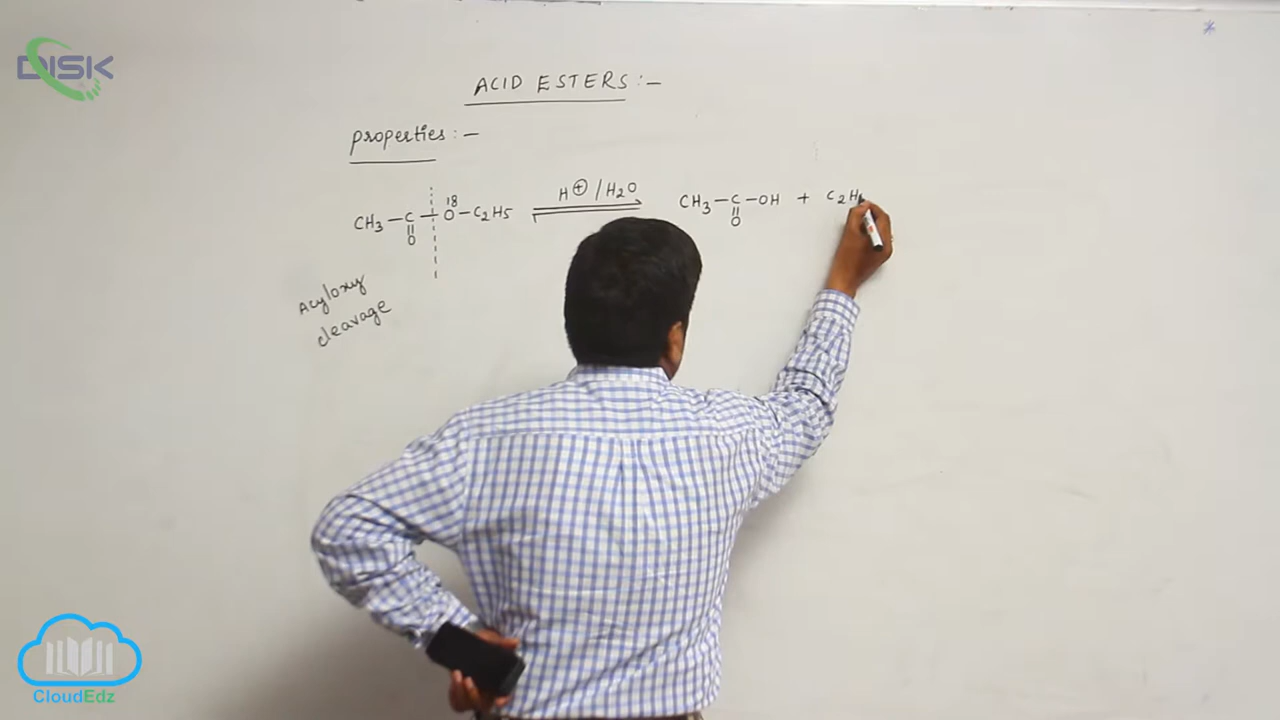 DISK
ACID ESTERS :-
properties :-
CH3-C-O-C2H5 H⊕/H2O CH3-C-OH + C2H
18
O O
Acyloxy
cleavage
CloudEdz